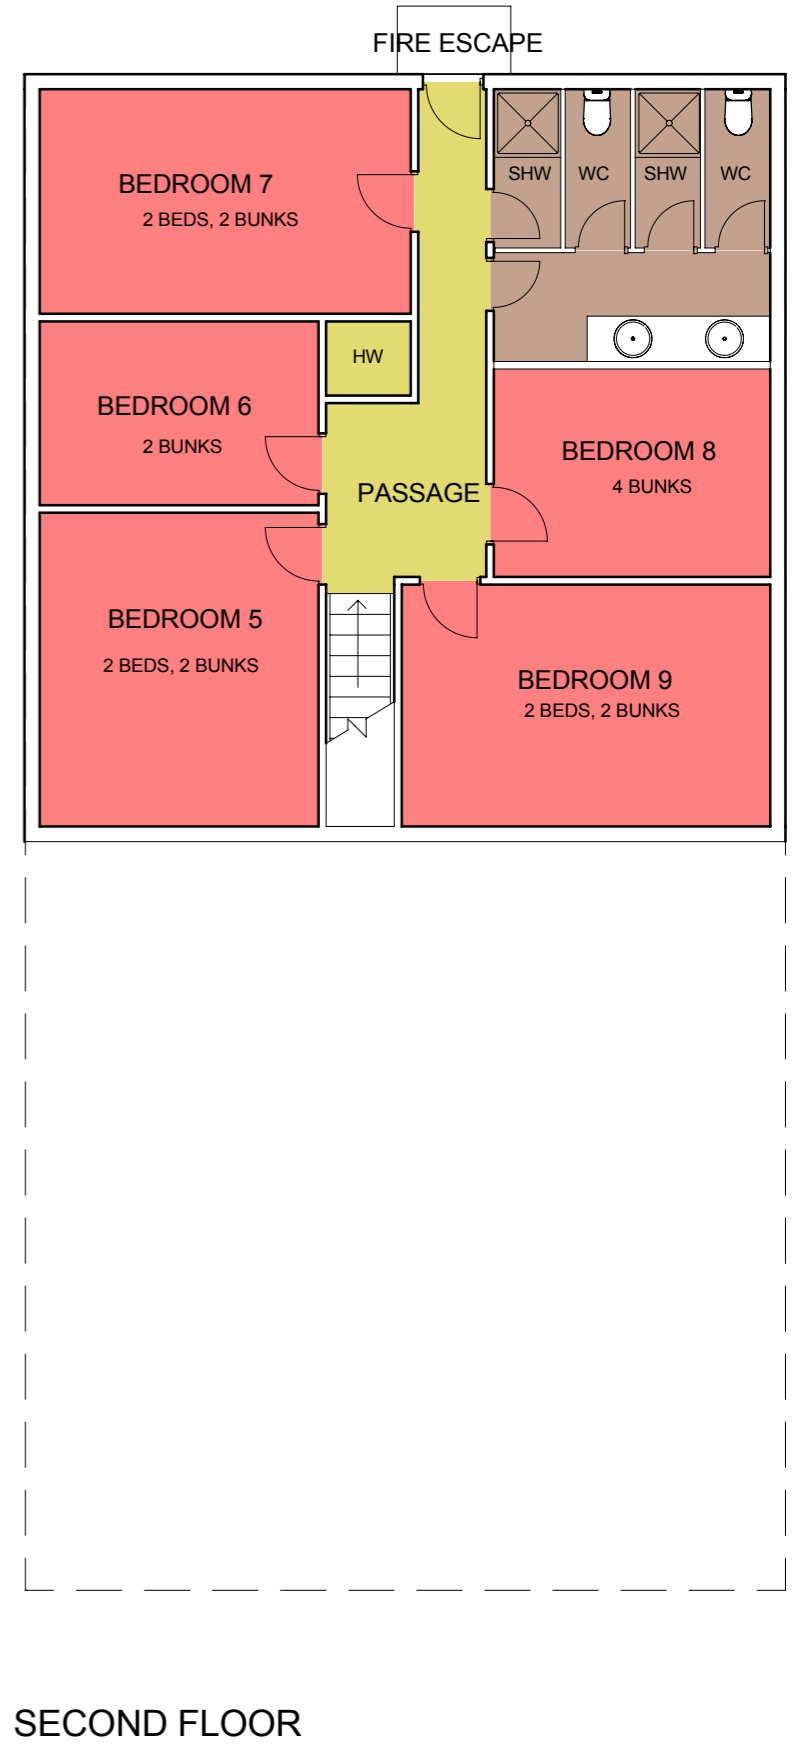 FIRE ESCAPE
BEDROOM 7
2 BEDS, 2 BUNKS
SHW
WC
SHW
WC
HW
BEDROOM 6
2 BUNKS
BEDROOM 8
4 BUNKS
PASSAGE
BEDROOM 5
2 BEDS, 2 BUNKS
BEDROOM 9
2 BEDS, 2 BUNKS
SECOND FLOOR